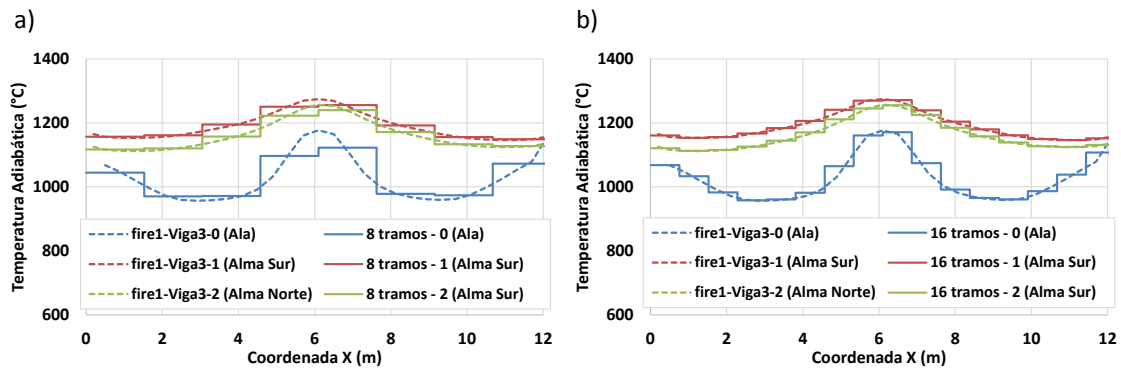 a)
Temperatura Adiabática (°C)
1400
1200
1000
800
600
fire1-Viga3-0 (Ala)
8 tramos - 0 (Ala)
fire1-Viga3-1 (Alma Sur)
8 tramos - 1 (Alma Sur)
fire1-Viga3-2 (Alma Norte)
8 tramos - 2 (Alma Sur)
0 2 4 6 8 10 12
Coordenada X (m)
b)
Temperatura Adiabática (°C)
1400
1200
1000
800
600
fire1-Viga3-0 (Ala)
16 tramos - 0 (Ala)
fire1-Viga3-1 (Alma Sur)
16 tramos - 1 (Alma Sur)
fire1-Viga3-2 (Alma Norte)
16 tramos - 2 (Alma Sur)
0 2 4 6 8 10 12
Coordenada X (m)